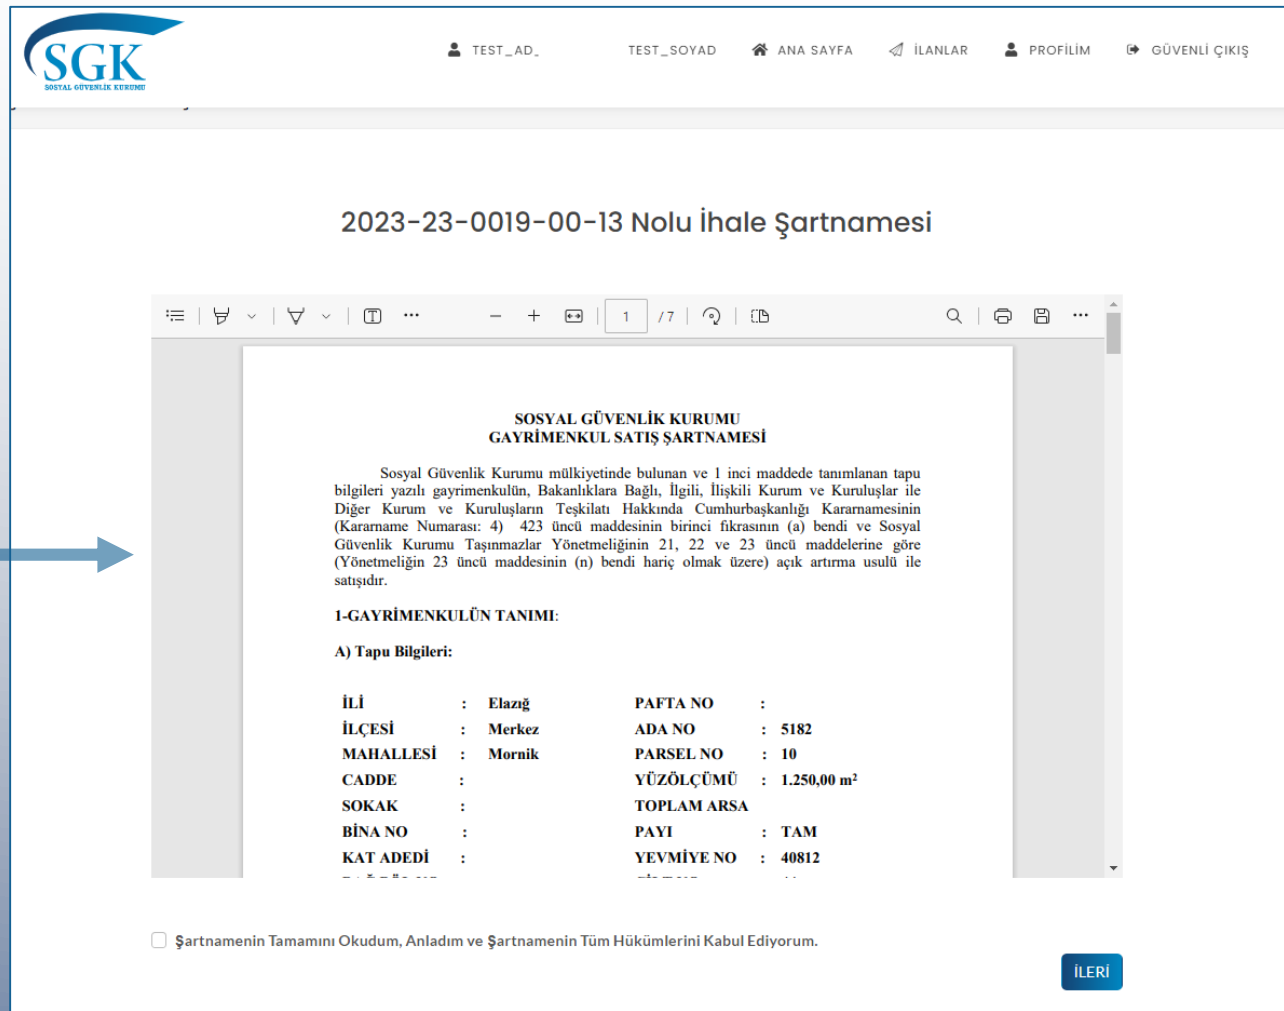 SGK
SOSYAL GÜVENLİK KURUMU
TEST_AD_ TEST_SOYAD ANA SAYFA İLANLAR PROFİLİM GÜVENLİ ÇIKIŞ
2023-23-0019-00-13 Nolu İhale Şartnamesi
1 / 7
SOSYAL GÜVENLİK KURUMU
GAYRİMENKUL SATIŞ ŞARTNAMESİ
Sosyal Güvenlik Kurumu mülkiyetinde bulunan ve 1 inci maddede tanımlanan tapu
bilgileri yazılı gayrimenkulün, Bakanlıklara Bağlı, İlgili, İlişkili Kurum ve Kuruluşlar ile
Diğer Kurum ve Kuruluşların Teşkilatı Hakkında Cumhurbaşkanlığı Kararnamesinin
(Kararname Numarası: 4) 423 üncü maddesinin birinci fıkrasının (a) bendi ve Sosyal
Güvenlik Kurumu Taşınmazlar Yönetmeliğinin 21, 22 ve 23 üncü maddelerine göre
(Yönetmeliğin 23 üncü maddesinin (n) bendi hariç olmak üzere) açık artırma usulü ile
satışıdır.
1-GAYRİMENKULÜN TANIMI:
A) Tapu Bilgileri:
İLİ : Elazığ PAFTA NO :
İLÇESİ : Merkez ADA NO : 5182
MAHALLESİ : Mornik PARSEL NO : 10
CADDE : YÜZÖLÇÜMÜ : 1.250,00 m²
SOKAK : TOPLAM ARSA
BİNA NO : PAYI : TAM
KAT ADEDİ : YEVMİYE NO : 40812
Şartnamenin Tamamını Okudum, Anladım ve Şartnamenin Tüm Hükümlerini Kabul Ediyorum.
İLERİ